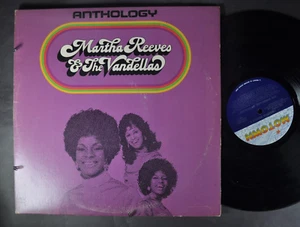 ANTHOLOGY
Martha Reeves
& The Vandellas
MOTOWN